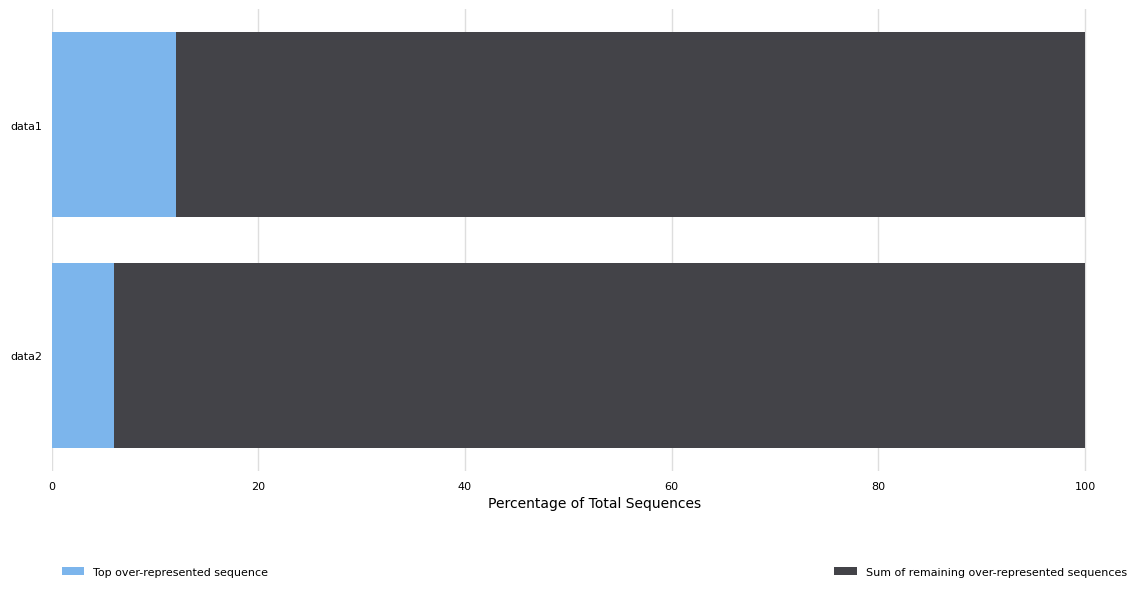 data1
data2
0 20 40 60 80 100
Percentage of Total Sequences
Top over-represented sequence Sum of remaining over-represented sequences